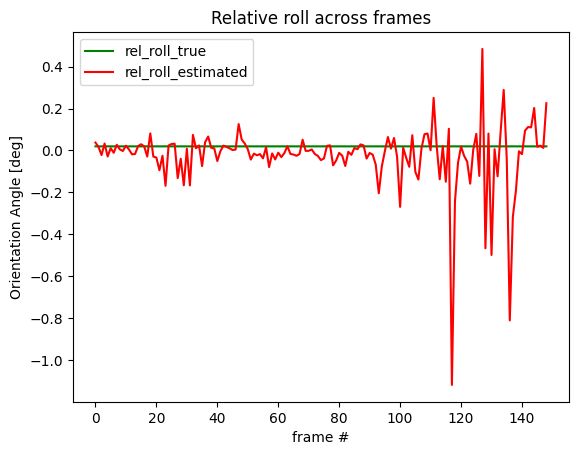 Relative roll across frames
rel_roll_true
rel_roll_estimated
Orientation Angle [deg]
0.4
0.2
0.0
−0.2
−0.4
−0.6
−0.8
−1.0
0 20 40 60 80 100 120 140
frame #